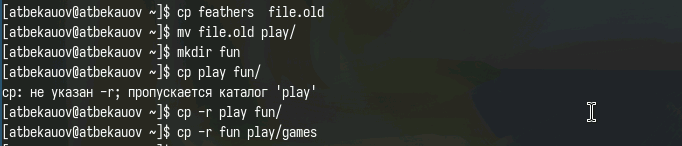 [atbekauov@atbekauov ~]$ cp feathers  file.old
[atbekauov@atbekauov ~]$ mv file.old play/
[atbekauov@atbekauov ~]$ mkdir fun
[atbekauov@atbekauov ~]$ cp play fun/
cp: не указан -r; пропускается каталог 'play'
[atbekauov@atbekauov ~]$ cp -r play fun/
[atbekauov@atbekauov ~]$ cp -r fun play/games